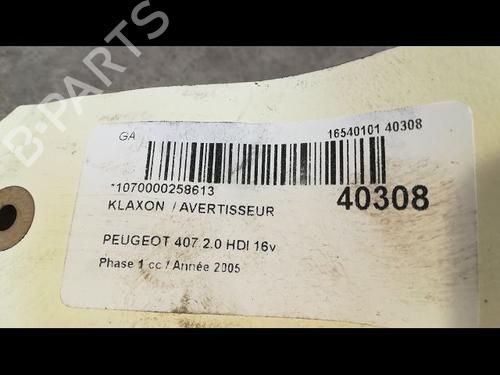 B-PARTS
GA
16540101 40308
*1070000258613
40308
KLAXON / AVERTISSEUR
PEUGEOT 407 2.0 HDI 16v
Phase 1 cc / Année 2005